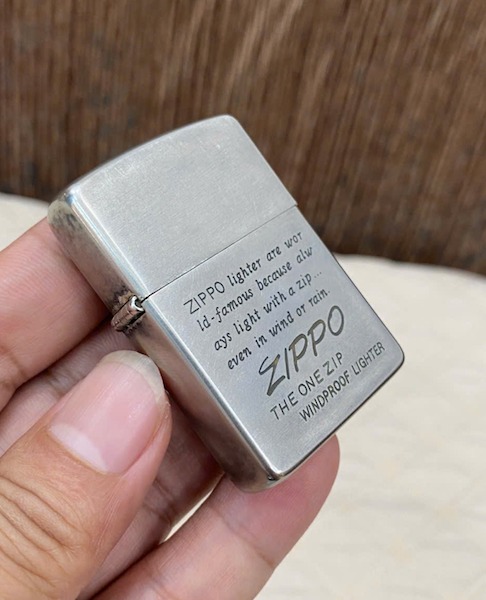 ZIPPO lighter are wor
ld-famous because alw
ays light with a zip...
even in wind or rain.
ZIPPO
THE ONE ZIP
WINDPROOF LIGHTER